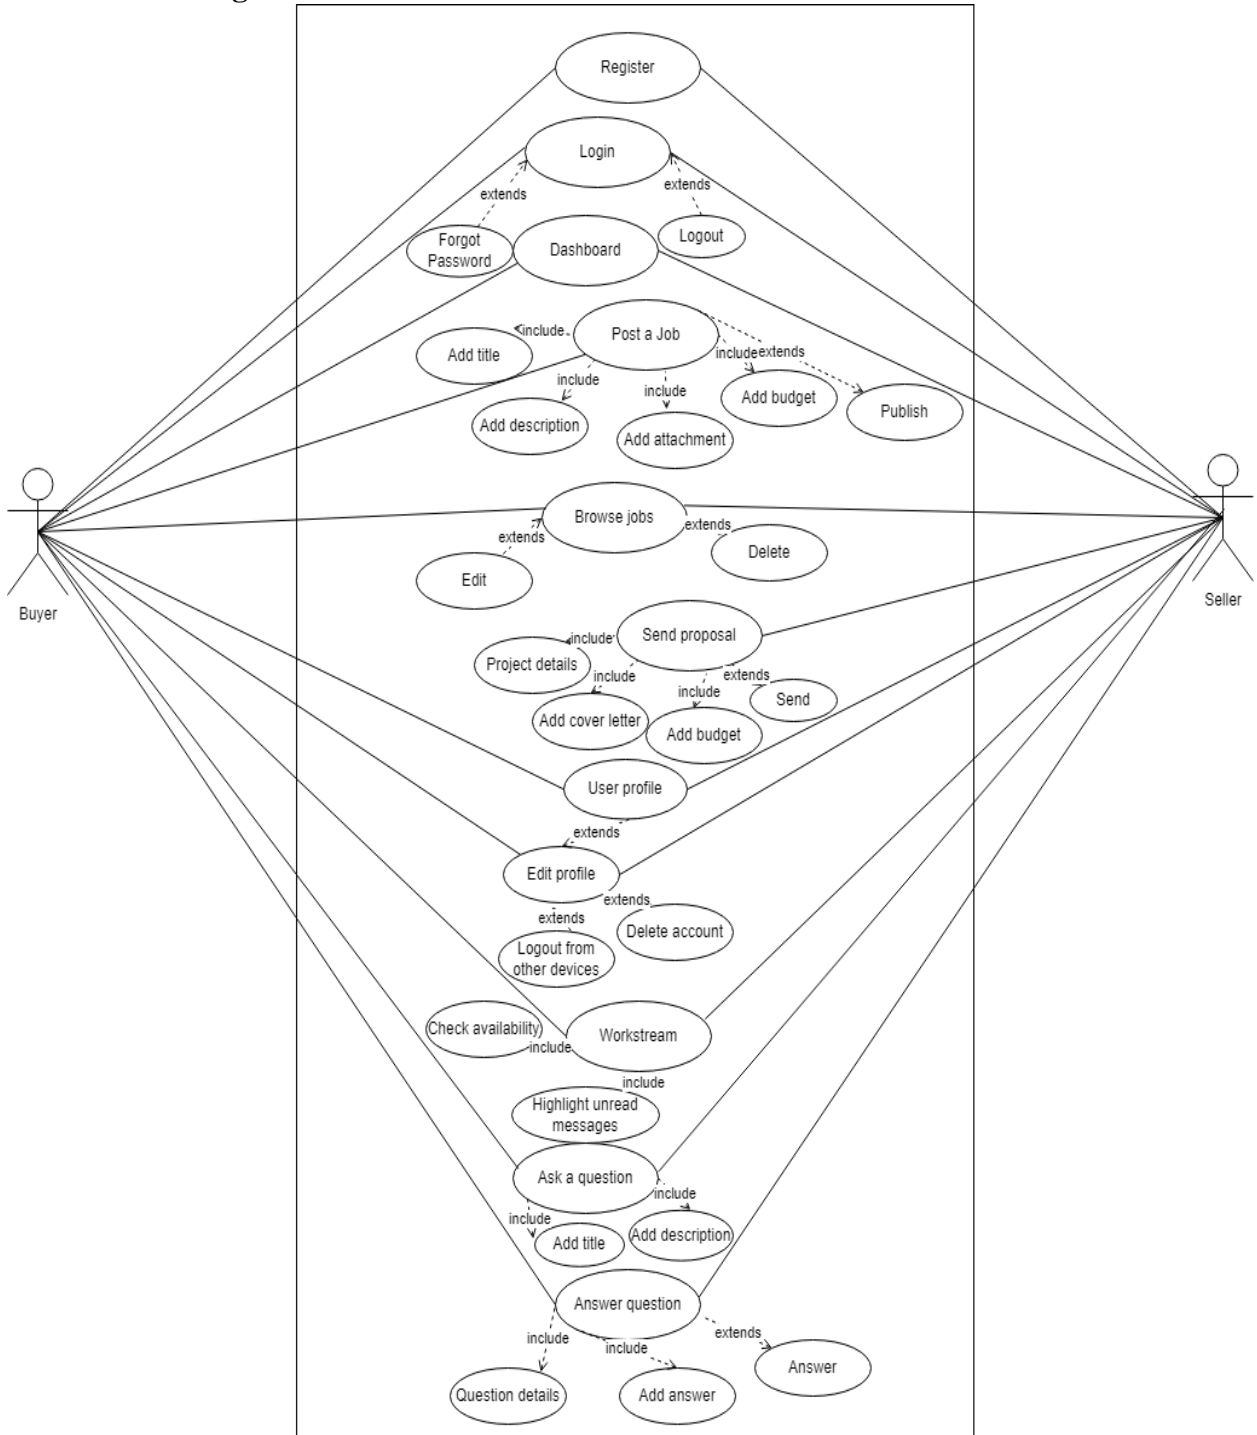 Register
Login
extends
extends
Forgot
Password
Dashboard
Logout
Post a Job
include
Add title
include
include
include
extends
Add description
Add attachment
Add budget
Publish
Browse jobs
extends
extends
Edit
Delete
Buyer
Seller
Send proposal
include
Project details
include
include
extends
Add cover letter
Add budget
Send
User profile
extends
Edit profile
extends
extends
Logout from
other devices
Delete account
Check availability
include
Workstream
include
Highlight unread
messages
Ask a question
include
include
Add title
Add description
Answer question
include
include
extends
Question details
Add answer
Answer